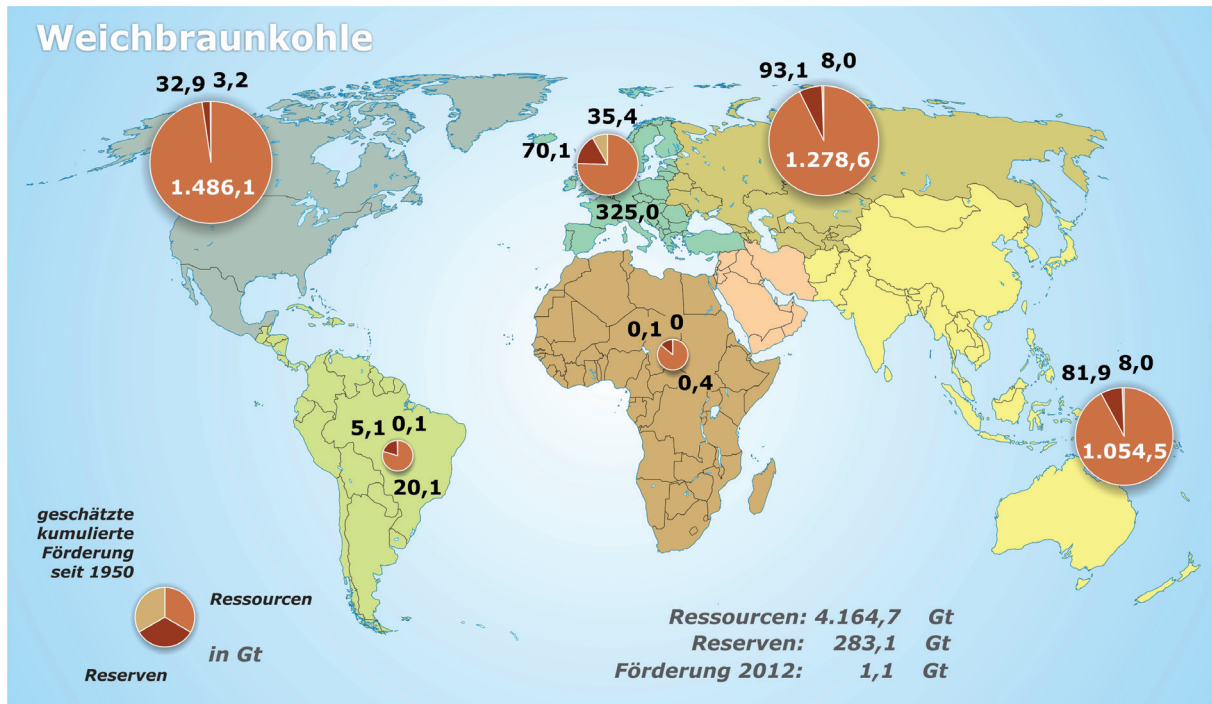 Weichbraunkohle
32,9 3,2
1.486,1
35,4
70,1
325,0
93,1 8,0
1.278,6
0,1 0
0,4
81,9 8,0
1.054,5
5,1 0,1
20,1
geschätzte
kumulierte
Förderung
seit 1950
Ressourcen
in Gt
Reserven
Ressourcen: 4.164,7 Gt
Reserven: 283,1 Gt
Förderung 2012: 1,1 Gt